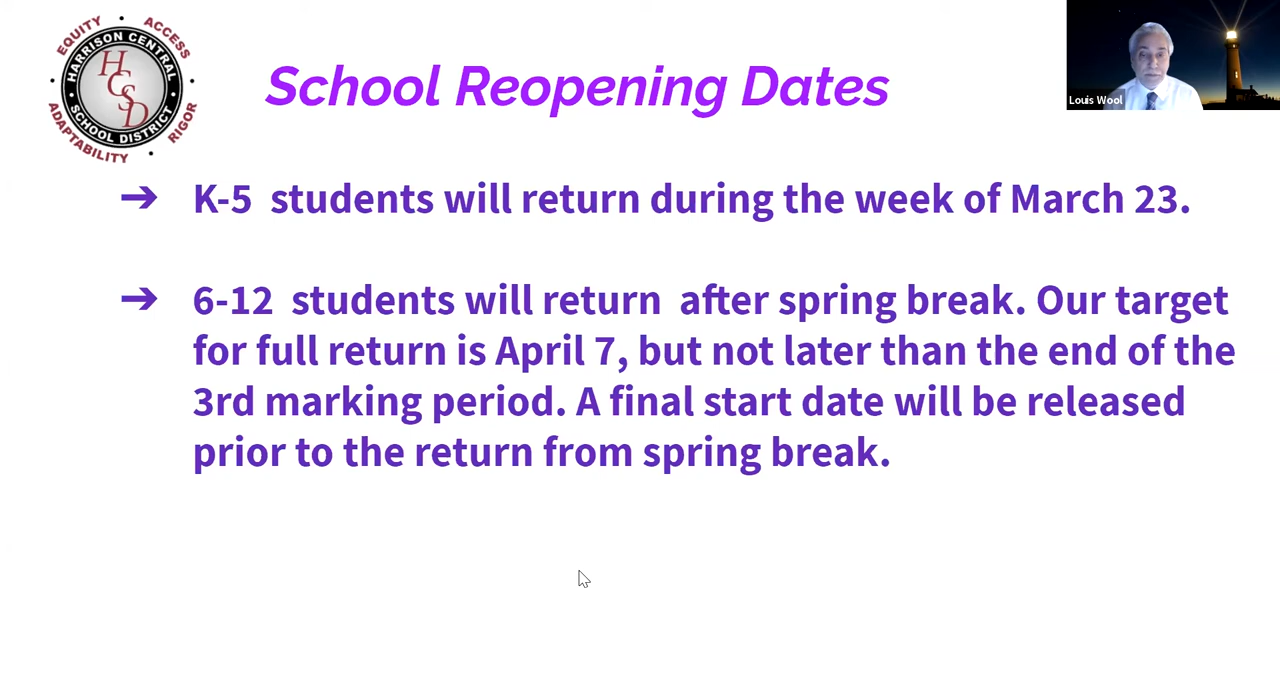 EQUITY • ACCESS
HARRISON CENTRAL
HCSD
SCHOOL DISTRICT
ADAPTABILITY • RIGOR
School Reopening Dates
Louis Wool
➔ K-5 students will return during the week of March 23.
➔ 6-12 students will return after spring break. Our target
for full return is April 7, but not later than the end of the
3rd marking period. A final start date will be released
prior to the return from spring break.